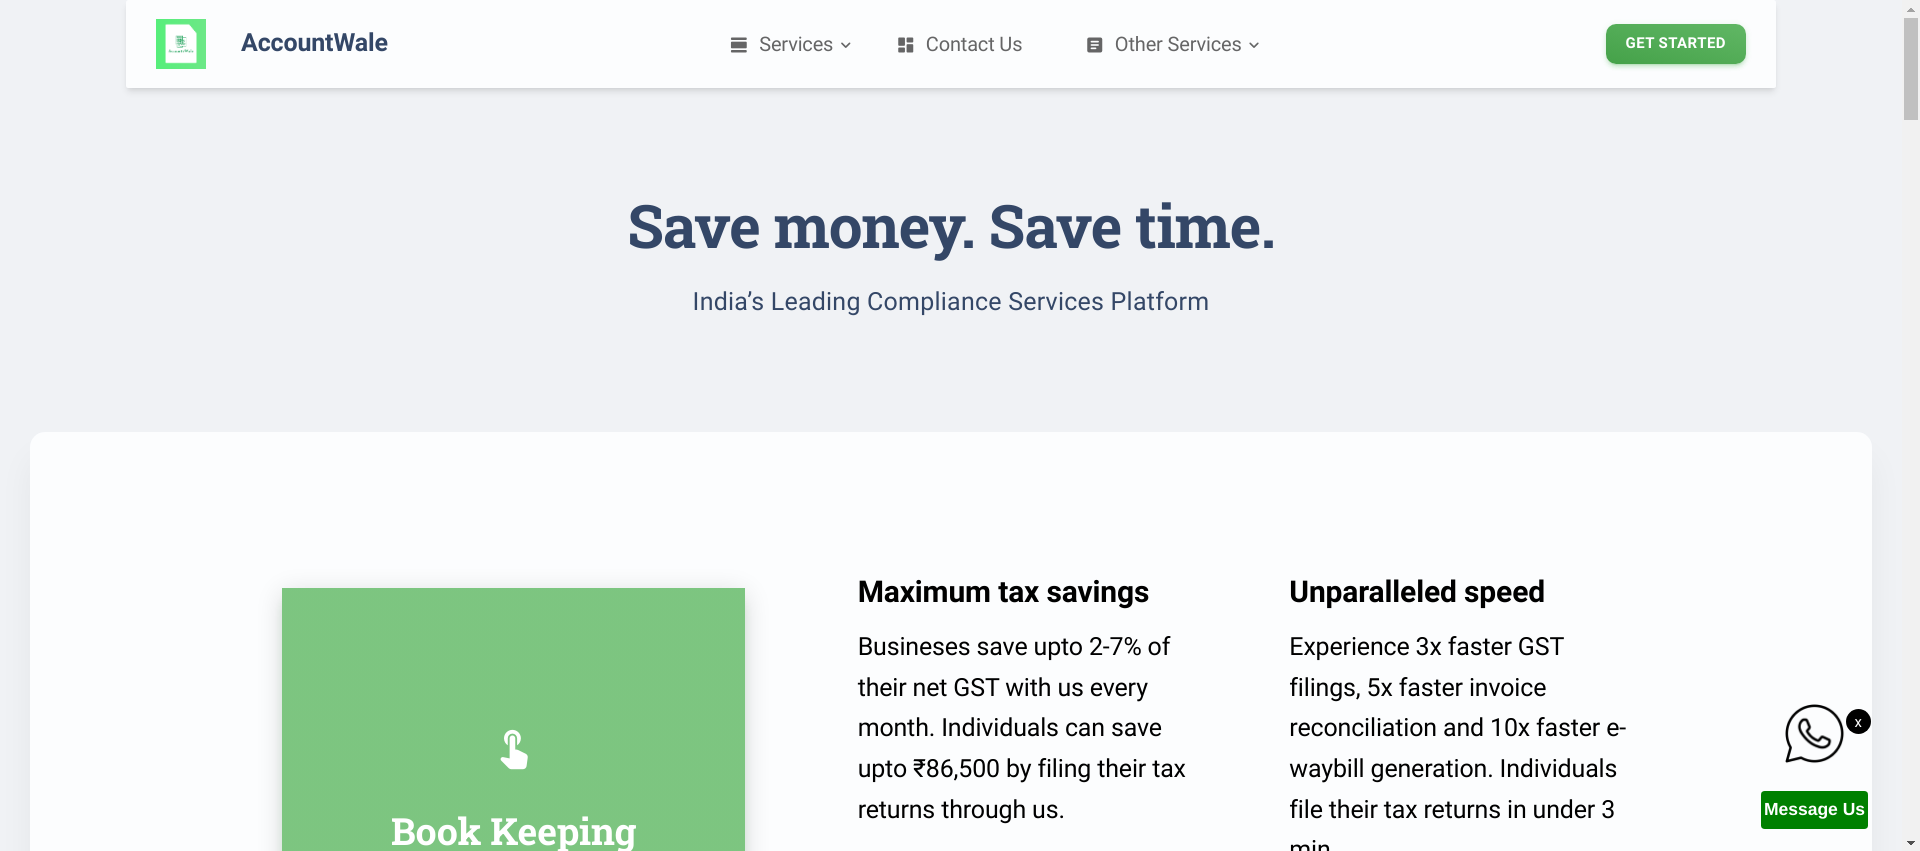 AccountWale
Services
Contact Us
Other Services
GET STARTED
Save money. Save time.
India’s Leading Compliance Services Platform
Book Keeping
Maximum tax savings
Busineses save upto 2-7% of
their net GST with us every
month. Individuals can save
upto ₹86,500 by filing their tax
returns through us.
Unparalleled speed
Experience 3x faster GST
filings, 5x faster invoice
reconciliation and 10x faster e-
waybill generation. Individuals
file their tax returns in under 3
min
x
Message Us